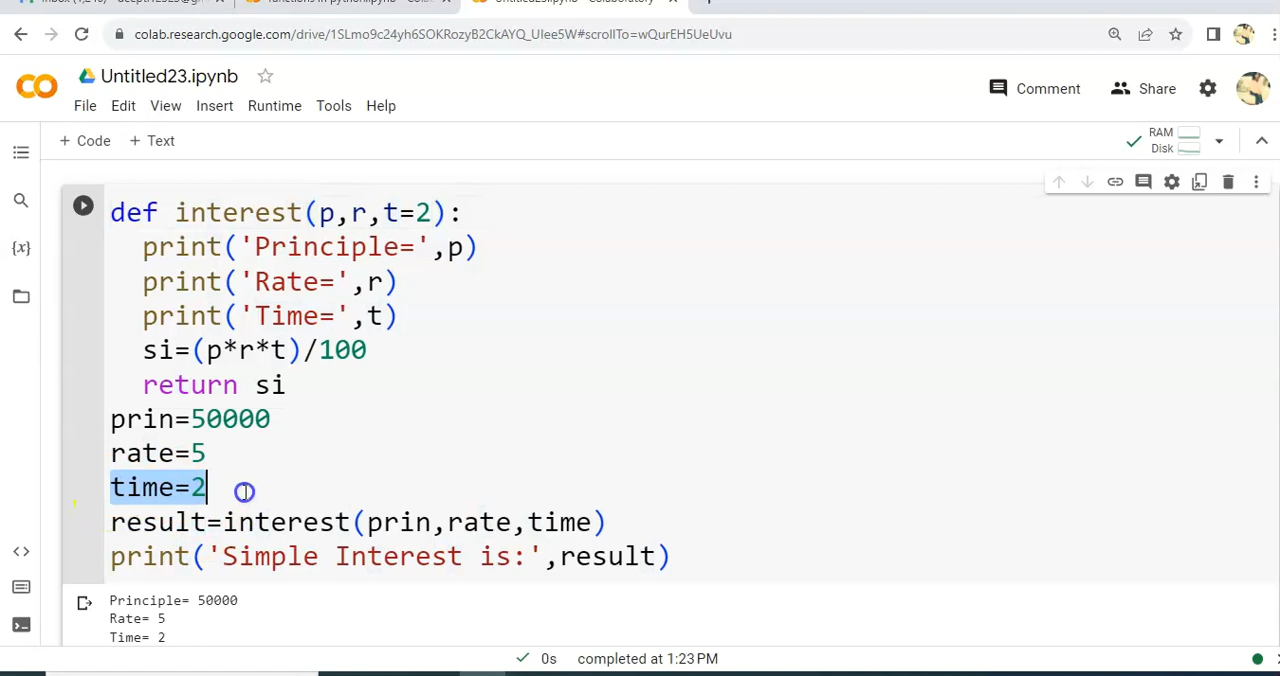 colab.research.google.com/drive/1SLmo9c24yh6SOKRozyB2CkAYQ_UIee5W#scrollTo=wQurEH5UeUvu
Untitled23.ipynb
Comment
Share
File Edit View Insert Runtime Tools Help
+ Code + Text
RAM
Disk
def interest(p,r,t=2):
print('Principle=',p)
print('Rate=',r)
print('Time=',t)
si=(p*r*t)/100
return si
prin=50000
rate=5
time=2
result=interest(prin,rate,time)
print('Simple Interest is:',result)
Principle= 50000
Rate= 5
Time= 2
0s completed at 1:23 PM